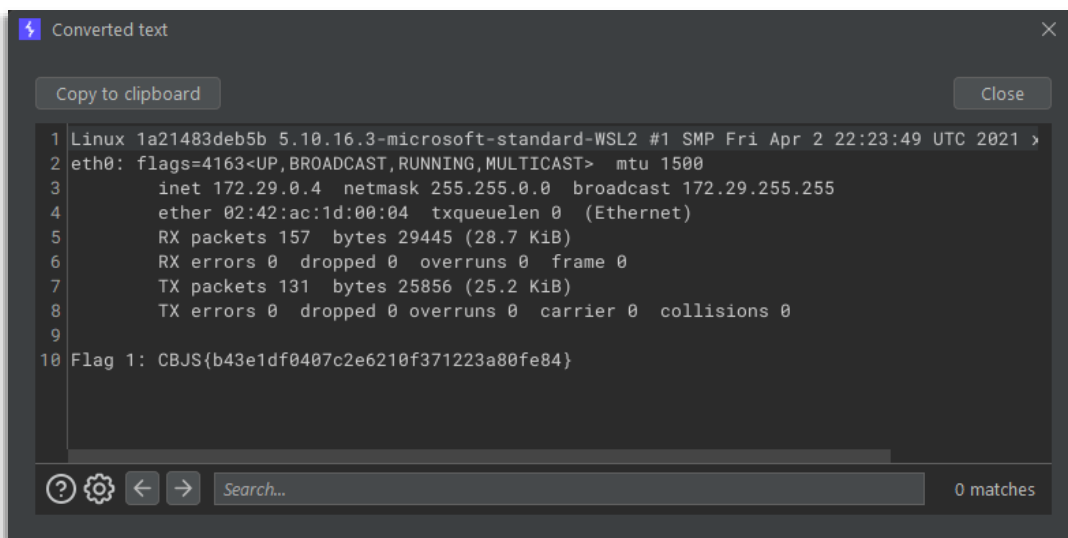 Converted text
Copy to clipboard
Close
1 Linux 1a21483deb5b 5.10.16.3-microsoft-standard-WSL2 #1 SMP Fri Apr 2 22:23:49 UTC 2021 x
2 eth0: flags=4163<UP,BROADCAST,RUNNING,MULTICAST>  mtu 1500
3         inet 172.29.0.4  netmask 255.255.0.0  broadcast 172.29.255.255
4         ether 02:42:ac:1d:00:04  txqueuelen 0  (Ethernet)
5         RX packets 157  bytes 29445 (28.7 KiB)
6         RX errors 0  dropped 0  overruns 0  frame 0
7         TX packets 131  bytes 25856 (25.2 KiB)
8         TX errors 0  dropped 0 overruns 0  carrier 0  collisions 0
9
10 Flag 1: CBJS{b43e1df0407c2e6210f371223a80fe84}
Search...
0 matches